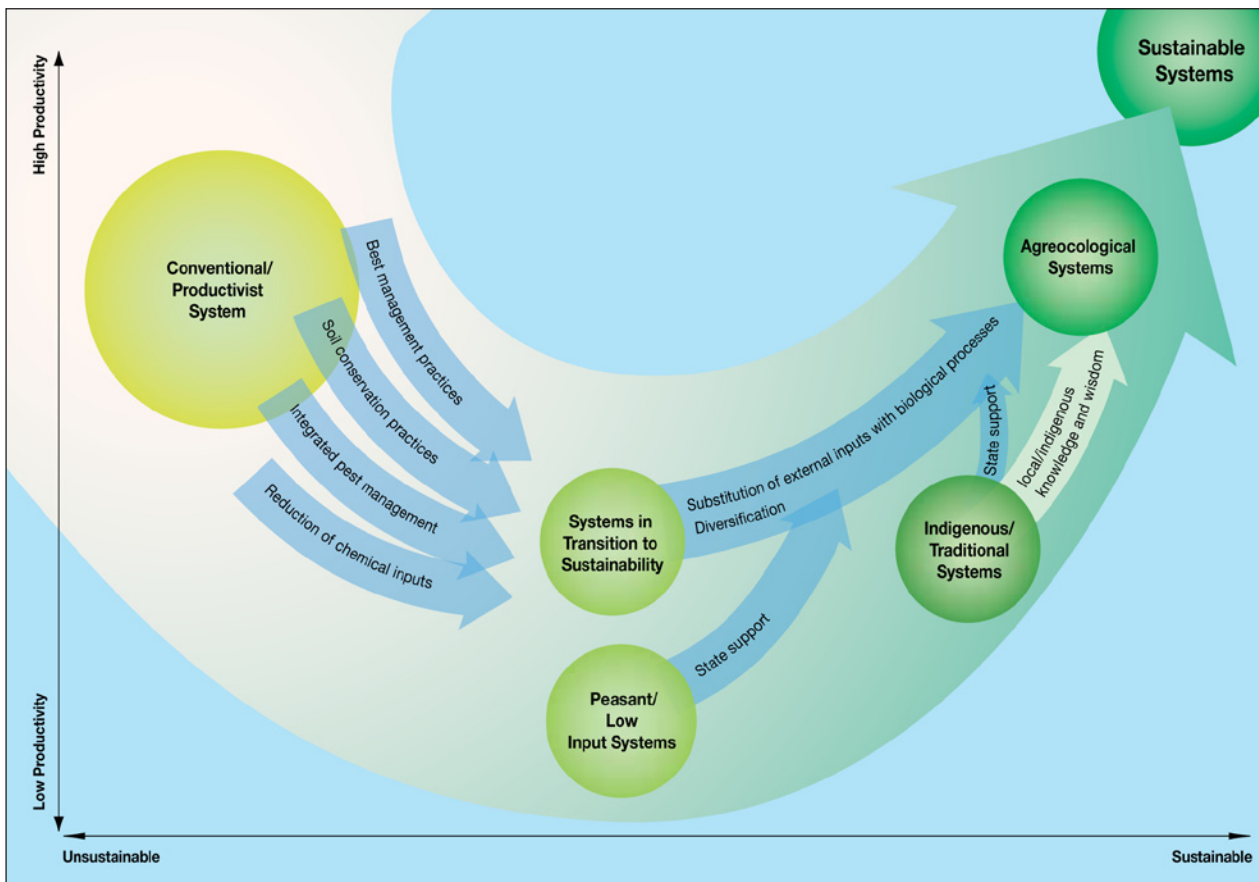 High Productivity
Low Productivity
Unsustainable
Sustainable
Sustainable
Systems
Conventional/
Productivist
System
Best management practices
Soil conservation practices
Integrated pest management
Reduction of chemical inputs
Systems in
Transition to
Sustainability
Substitution of external inputs with biological processes
Diversification
Peasant/
Low
Input Systems
State support
Agreocological
Systems
State support
local/indigenous
knowledge and wisdom
Indigenous/
Traditional
Systems